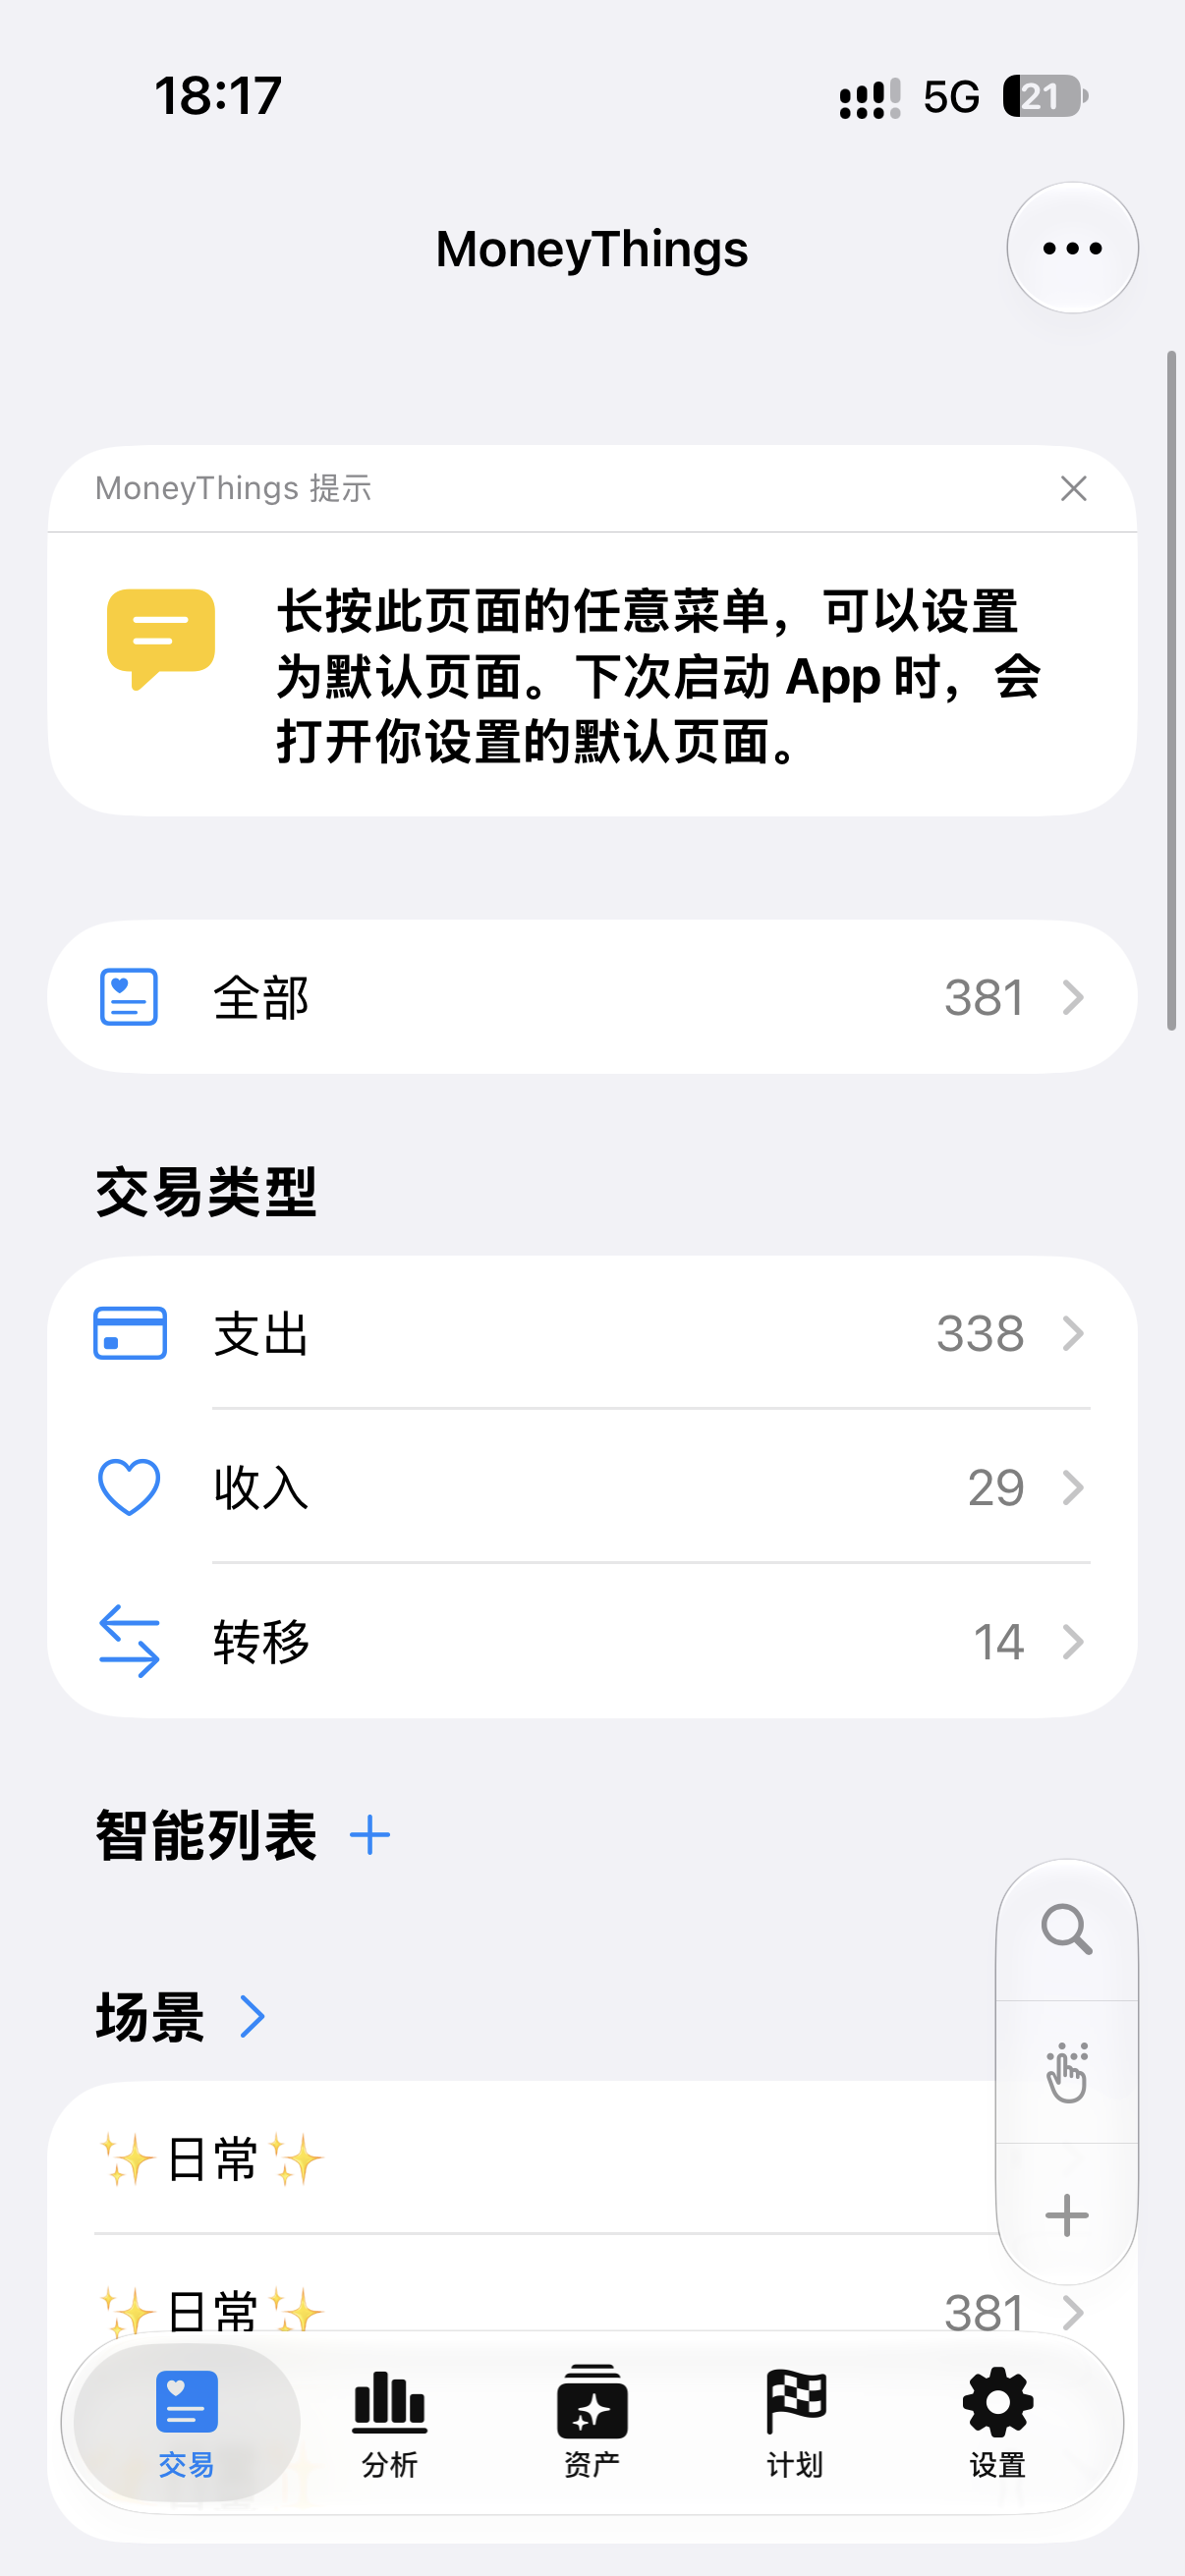 18:17
5G
21
MoneyThings
MoneyThings 提示
长按此页面的任意菜单，可以设置
为默认页面。下次启动 App 时，会
打开你设置的默认页面。
全部 381
交易类型
支出 338
收入 29
转移 14
智能列表
场景
✨日常✨
✨日常✨ 381
交易
分析
资产
计划
设置